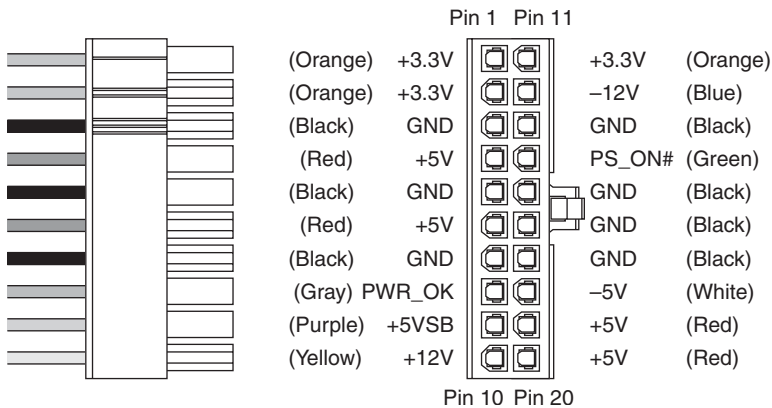 Pin 1 Pin 11
(Orange) +3.3V +3.3V (Orange)
(Orange) +3.3V –12V (Blue)
(Black) GND GND (Black)
(Red) +5V PS_ON# (Green)
(Black) GND GND (Black)
(Red) +5V GND (Black)
(Black) GND GND (Black)
(Gray) PWR_OK –5V (White)
(Purple) +5VSB +5V (Red)
(Yellow) +12V +5V (Red)
Pin 10 Pin 20